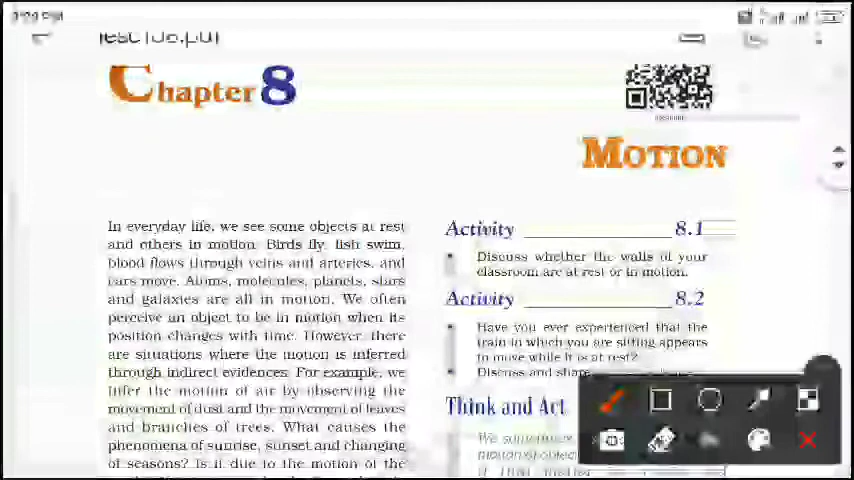 Chapter 8
MOTION
In everyday life, we see some objects at rest
and others in motion. Birds fly, fish swim,
blood flows through veins and arteries, and
cars move. Atoms, molecules, planets, stars
and galaxies are all in motion. We often
perceive an object to be in motion when its
position changes with time. However, there
are situations where the motion is inferred
through indirect evidences. For example, we
infer the motion of air by observing the
movement of dust and the movement of leaves
and branches of trees. What causes the
phenomena of sunrise, sunset and changing
of seasons? Is it due to the motion of the
Activity 8.1
• Discuss whether the walls of your
classroom are at rest or in motion.
Activity 8.2
• Have you ever experienced that the
train in which you are sitting appears
to move while it is at rest?
• Discuss and share
Think and Act
We sometimes
motion of